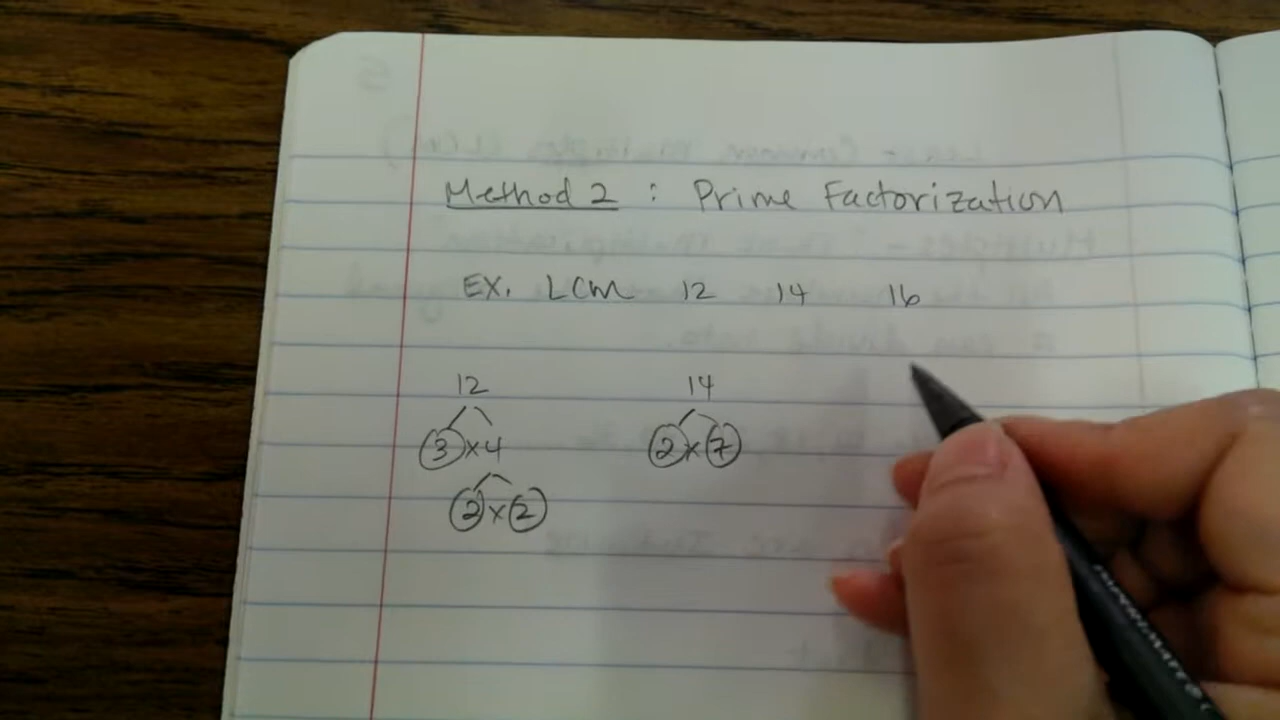 Method 2 : Prime Factorization
EX. LCM 12 14 16
12 14
3 x 4 2 x 7
2 x 2